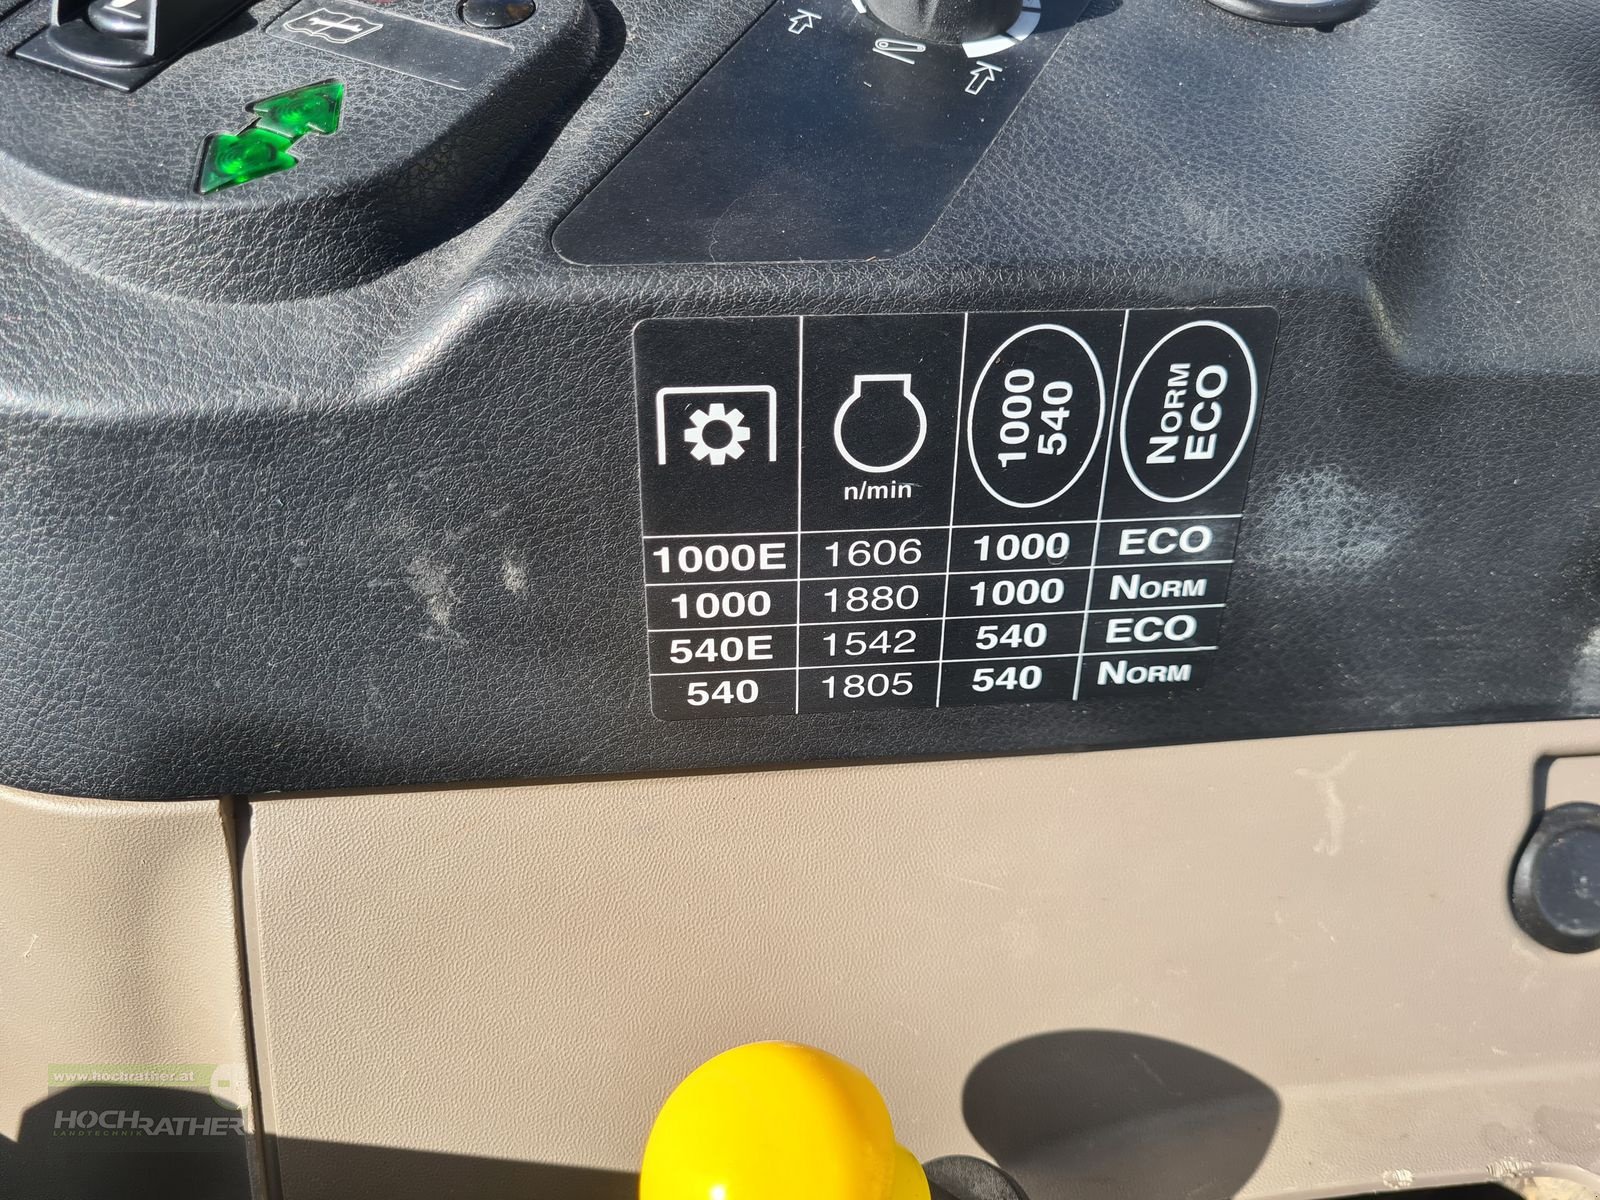 n/min
1000
540
NORM
ECO
1000E 1606 1000 ECO
1000 1880 1000 NORM
540E 1542 540 ECO
540 1805 540 NORM
www.hochrather.at
HOCHRATHER
LANDTECHNIK